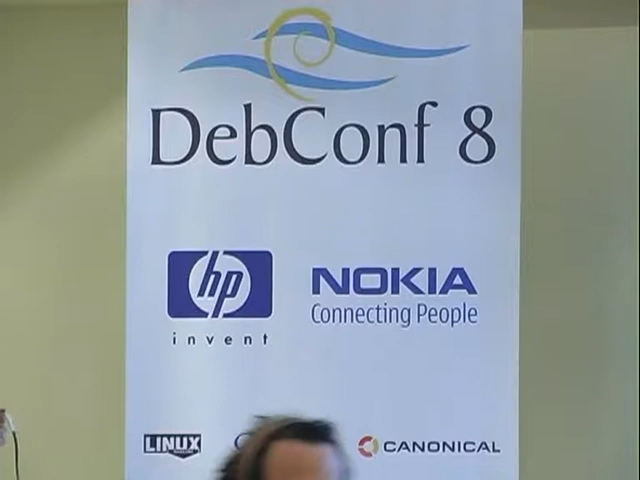 DebConf 8
hp
invent
NOKIA
Connecting People
LINUX
CANONICAL